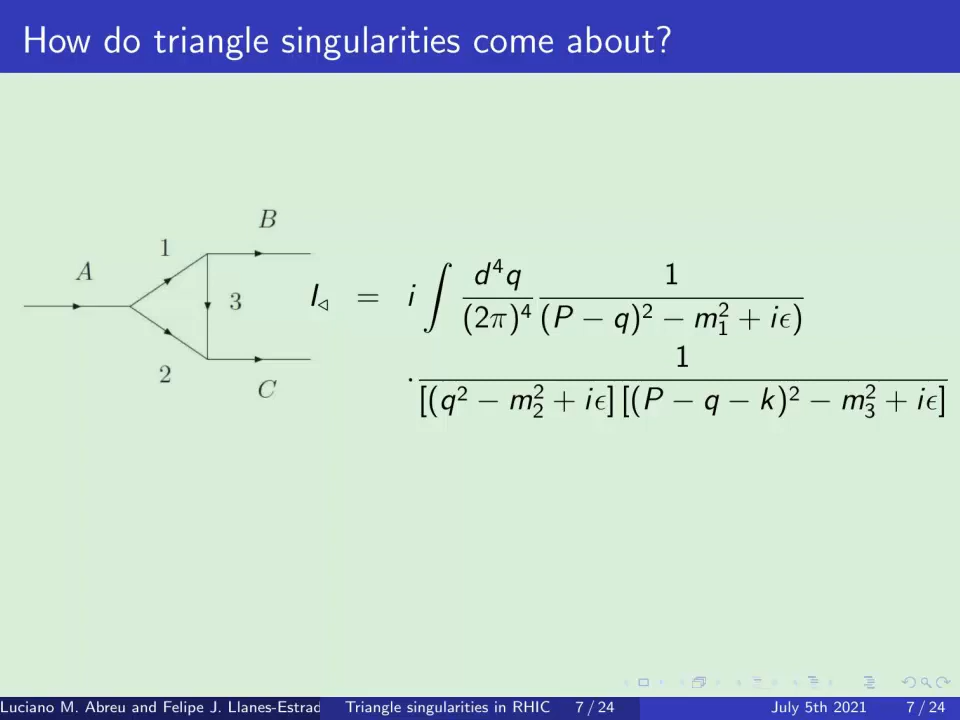 How do triangle singularities come about?
B
1
A
3
2
C
I◁ = i ∫ d⁴q/(2π)⁴ 1/((P − q)² − m₁² + iϵ)
· 1/([(q² − m₂² + iϵ] [(P − q − k)² − m₃² + iϵ])
Luciano M. Abreu and Felipe J. Llanes-Estrad Triangle singularities in RHIC 7 / 24 July 5th 2021 7 / 24